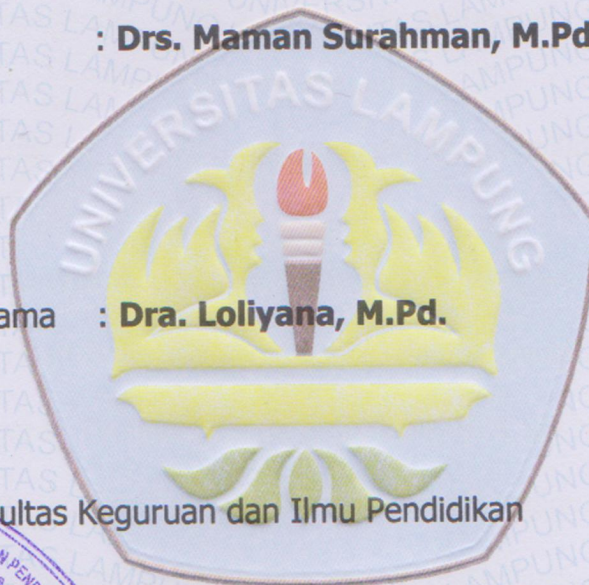 : Drs. Maman Surahman, M.Pd
UNIVERSITAS LAMPUNG
ama : Dra. Loliyana, M.Pd.
ultas Keguruan dan Ilmu Pendidikan